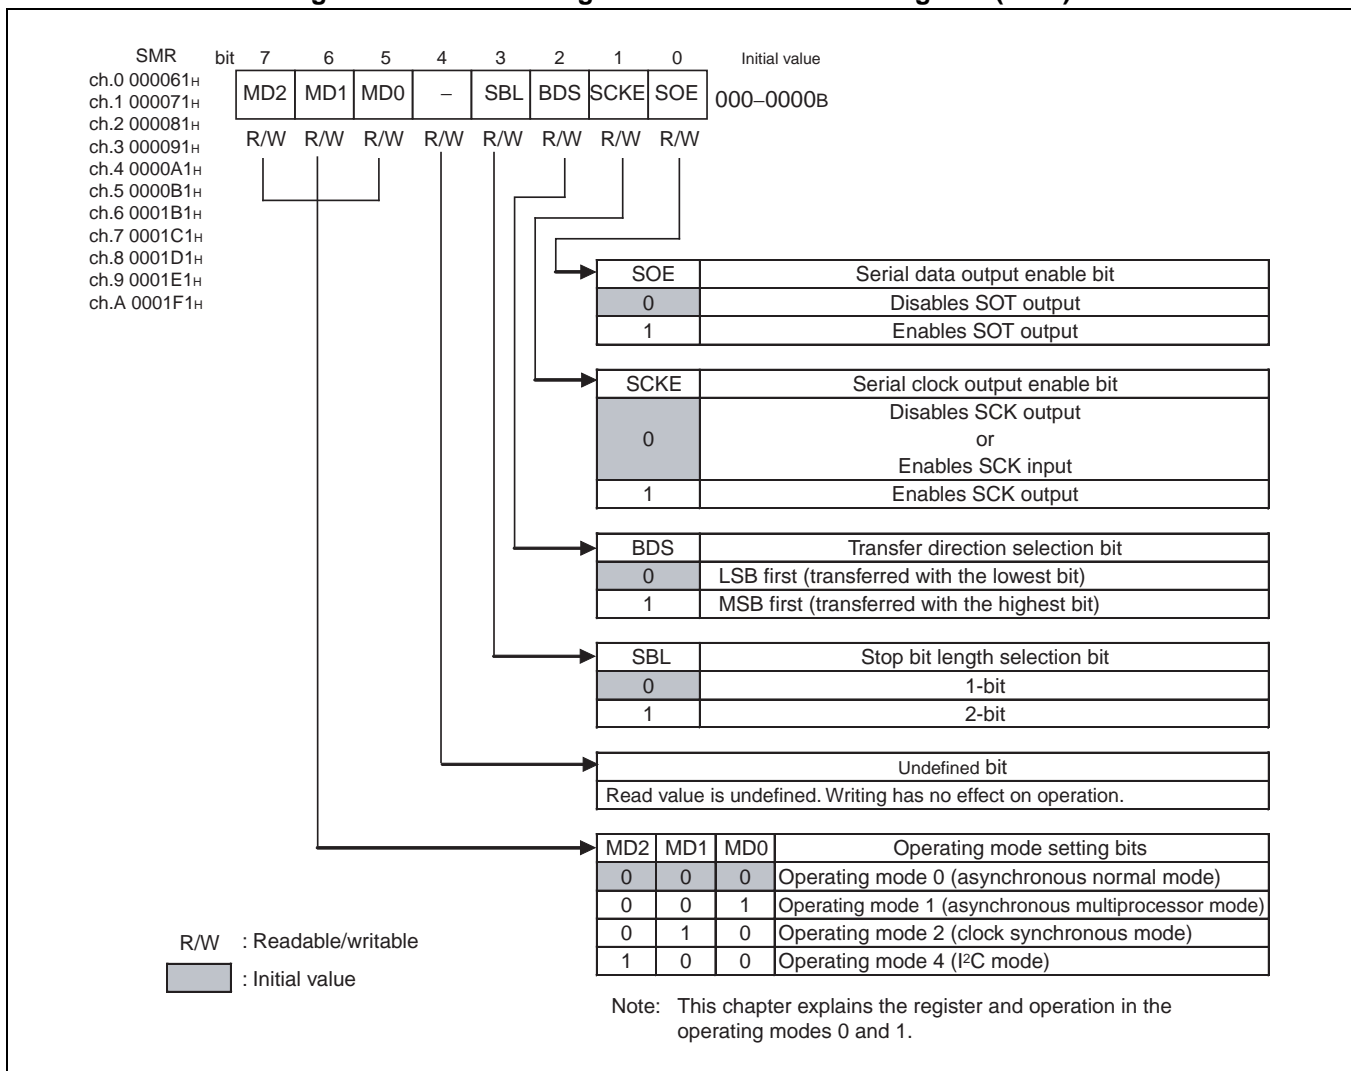 SMR bit 7 6 5 4 3 2 1 0 Initial value
ch.0 000061H
ch.1 000071H
ch.2 000081H
ch.3 000091H
ch.4 0000A1H
ch.5 0000B1H
ch.6 0001B1H
ch.7 0001C1H
ch.8 0001D1H
ch.9 0001E1H
ch.A 0001F1H
MD2 MD1 MD0 – SBL BDS SCKE SOE 000–0000B
R/W R/W R/W R/W R/W R/W R/W R/W
SOE Serial data output enable bit
0 Disables SOT output
1 Enables SOT output
SCKE Serial clock output enable bit
Disables SCK output
0 or
Enables SCK input
1 Enables SCK output
BDS Transfer direction selection bit
0 LSB first (transferred with the lowest bit)
1 MSB first (transferred with the highest bit)
SBL Stop bit length selection bit
0 1-bit
1 2-bit
Undefined bit
Read value is undefined. Writing has no effect on operation.
MD2 MD1 MD0 Operating mode setting bits
0 0 0 Operating mode 0 (asynchronous normal mode)
0 0 1 Operating mode 1 (asynchronous multiprocessor mode)
0 1 0 Operating mode 2 (clock synchronous mode)
1 0 0 Operating mode 4 (I²C mode)
R/W : Readable/writable
: Initial value
Note: This chapter explains the register and operation in the
operating modes 0 and 1.